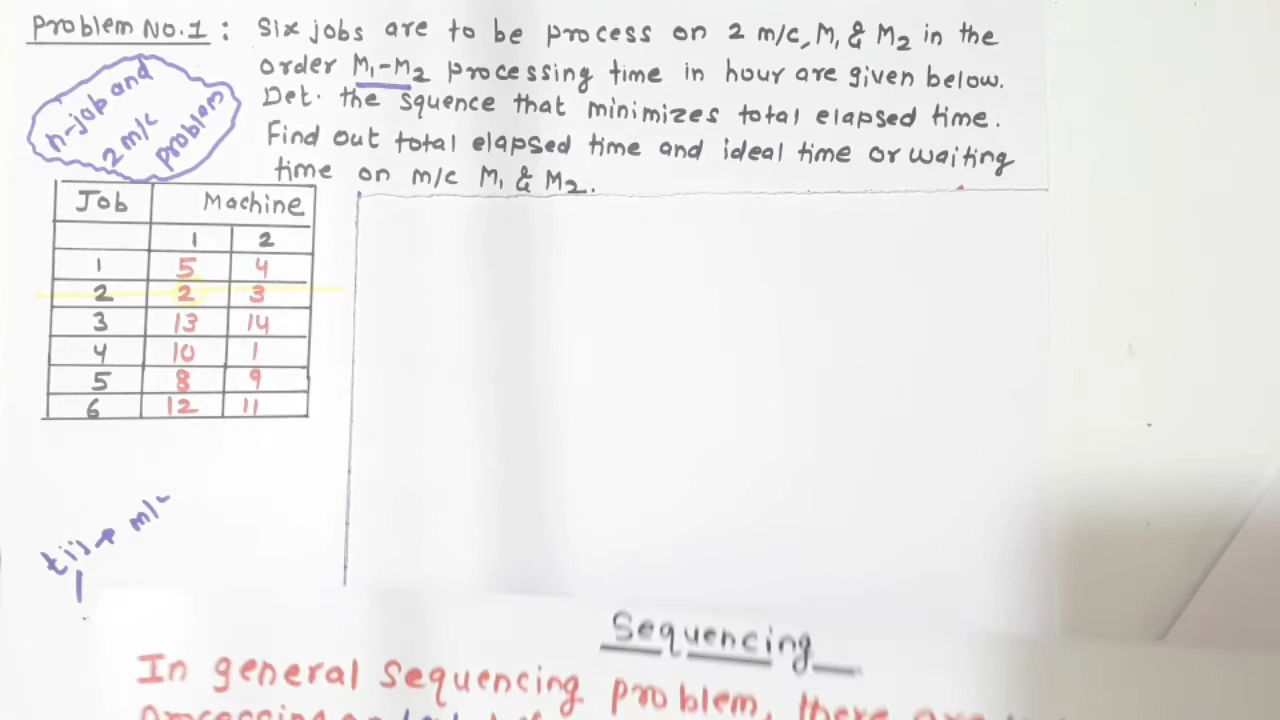 Problem No.1 : Six jobs are to be process on 2 m/c, M1 & M2 in the
order M1-M2 processing time in hour are given below.
Det. the squence that minimizes total elapsed time.
Find out total elapsed time and ideal time or waiting
time on m/c M1 & M2.
n-job and
2 m/c
problem
Job Machine
1 2
1 5 4
2 2 3
3 13 14
4 10 1
5 8 9
6 12 11
m/c
Sequencing
In general sequencing problem, there are
processing